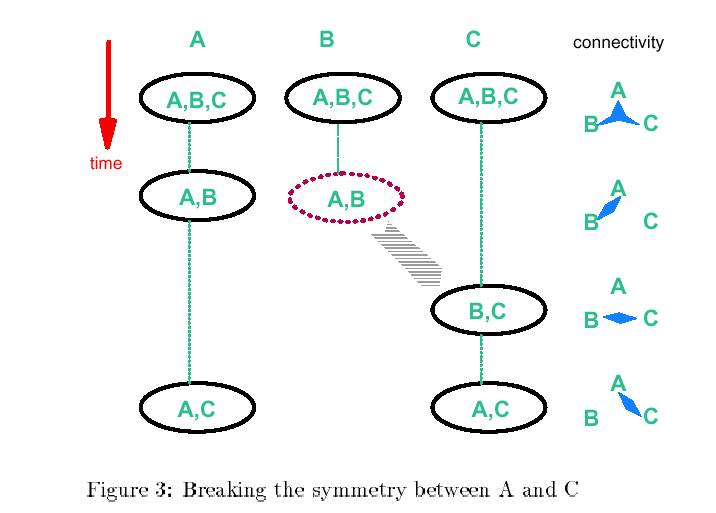 A B C connectivity
A,B,C A,B,C A,B,C A
B C
time
A,B A,B A
B C
A
B,C B C
A
A,C A,C B C
Figure 3: Breaking the symmetry between A and C